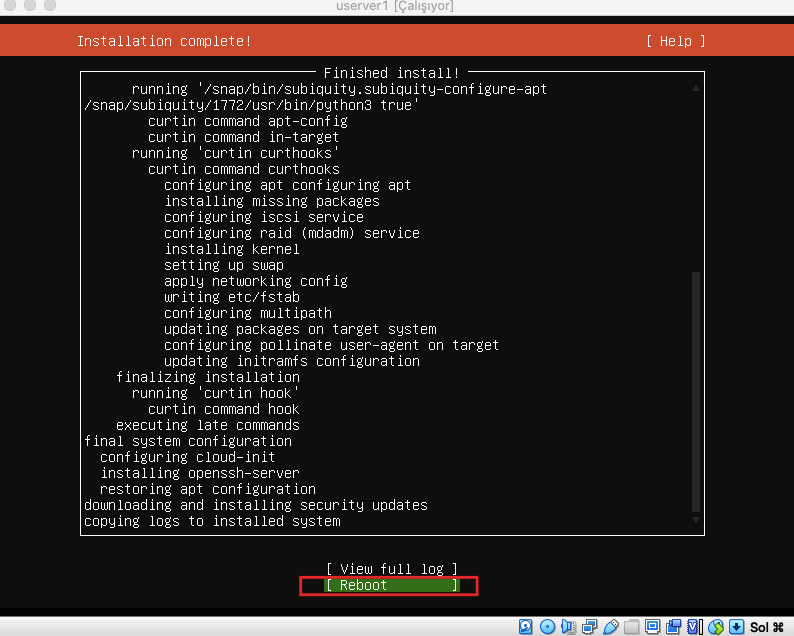 userver1 [Çalışıyor]
Installation complete! [ Help ]
Finished install!
running '/snap/bin/subiquity.subiquity-configure-apt
/snap/subiquity/1772/usr/bin/python3 true'
curtin command apt-config
curtin command in-target
running 'curtin curthooks'
curtin command curthooks
configuring apt configuring apt
installing missing packages
configuring iscsi service
configuring raid (mdadm) service
installing kernel
setting up swap
apply networking config
writing etc/fstab
configuring multipath
updating packages on target system
configuring pollinate user-agent on target
updating initramfs configuration
finalizing installation
running 'curtin hook'
curtin command hook
executing late commands
final system configuration
configuring cloud-init
installing openssh-server
restoring apt configuration
downloading and installing security updates
copying logs to installed system
[ View full log ]
[ Reboot ]
Sol ⌘